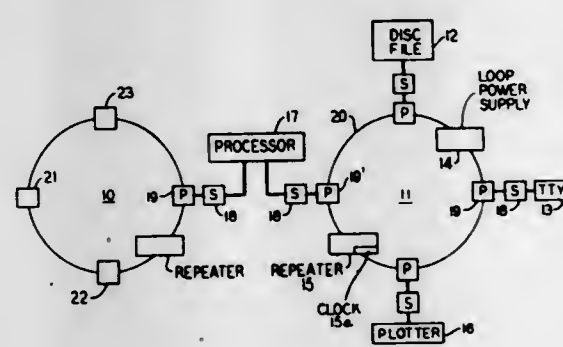 DISC
FILE
12
S
P
LOOP
POWER
SUPPLY
14
23
17
PROCESSOR
20
21
10
19
P
S
18
S
18
P
19'
11
P
19
S
18
TTY
13
REPEATER
22
REPEATER
15
CLOCK
15a
P
S
PLOTTER
16